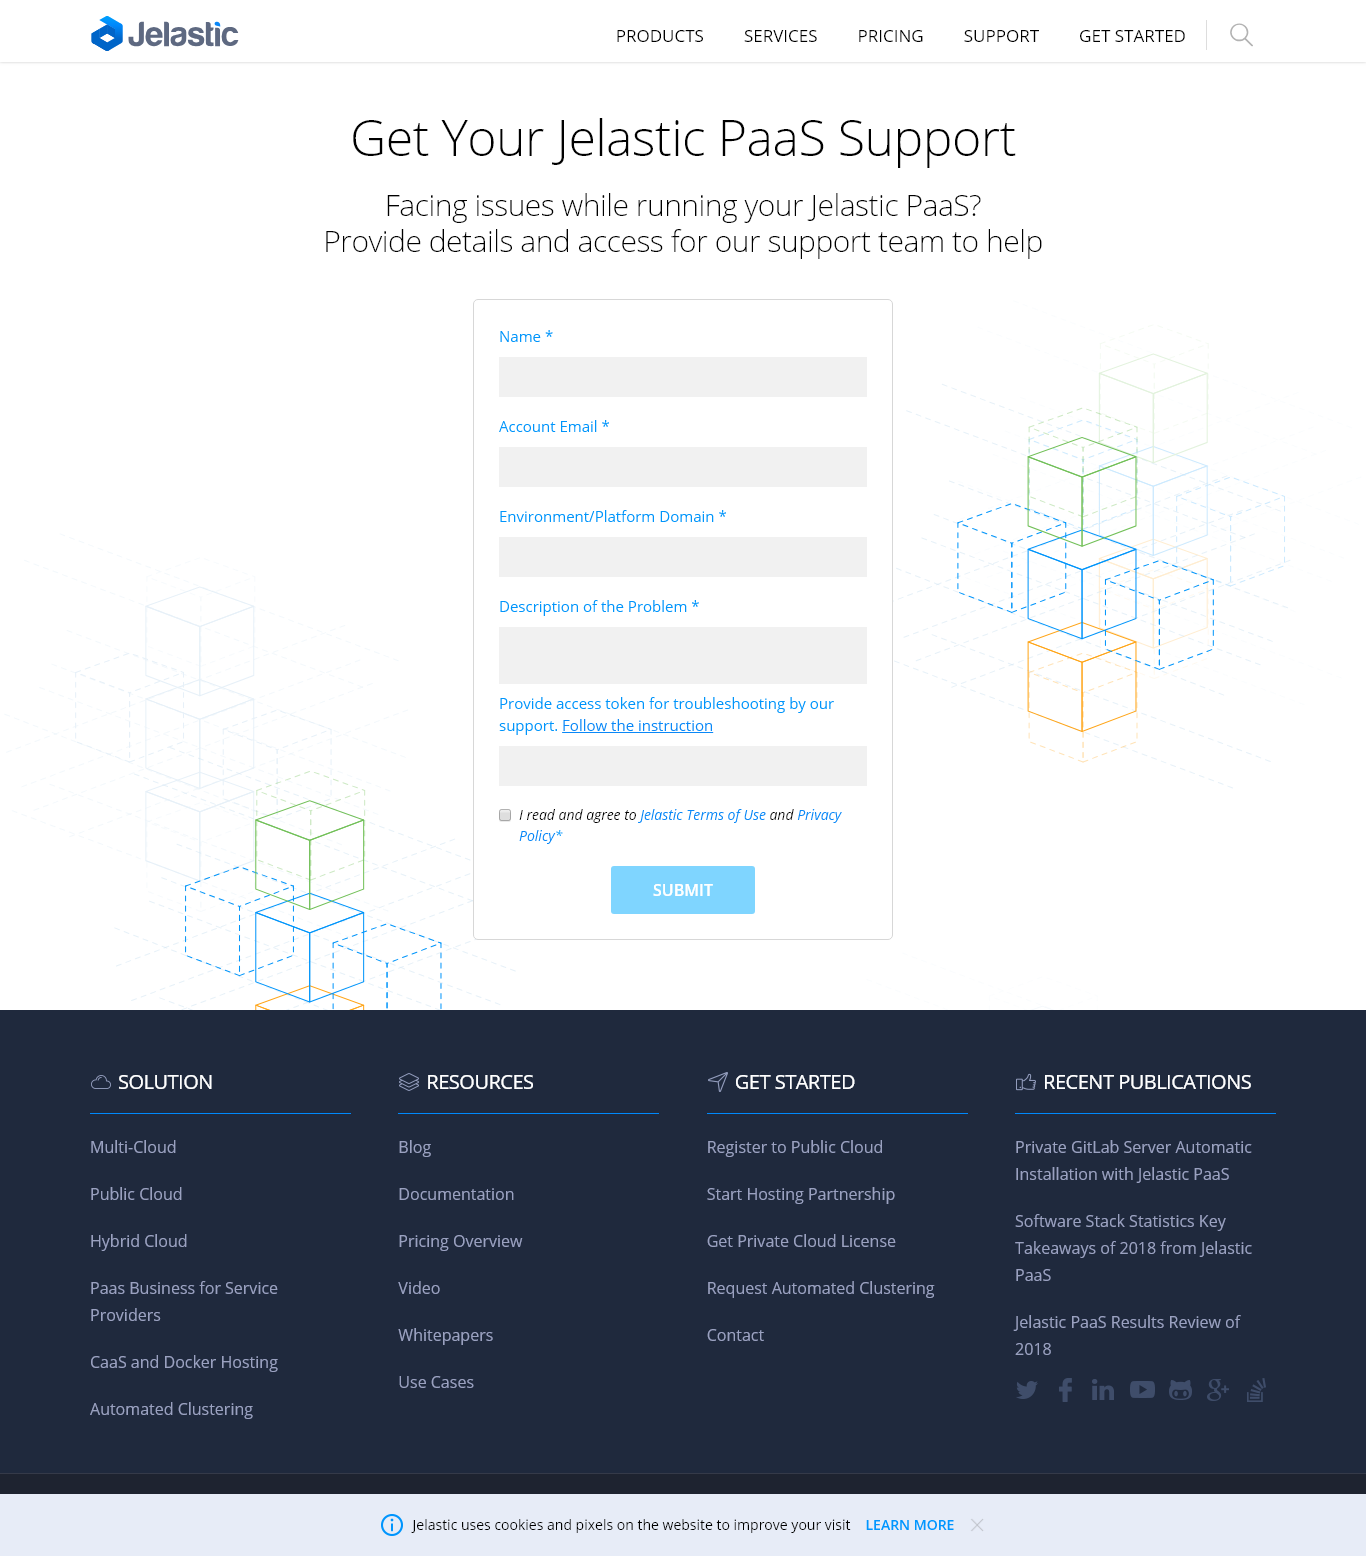 Jelastic
PRODUCTS SERVICES PRICING SUPPORT GET STARTED
Get Your Jelastic PaaS Support
Facing issues while running your Jelastic PaaS?
Provide details and access for our support team to help
Name *
Account Email *
Environment/Platform Domain *
Description of the Problem *
Provide access token for troubleshooting by our
support. Follow the instruction
I read and agree to Jelastic Terms of Use and Privacy
Policy*
SUBMIT
SOLUTION
Multi-Cloud
Public Cloud
Hybrid Cloud
Paas Business for Service
Providers
CaaS and Docker Hosting
Automated Clustering
RESOURCES
Blog
Documentation
Pricing Overview
Video
Whitepapers
Use Cases
GET STARTED
Register to Public Cloud
Start Hosting Partnership
Get Private Cloud License
Request Automated Clustering
Contact
RECENT PUBLICATIONS
Private GitLab Server Automatic
Installation with Jelastic PaaS
Software Stack Statistics Key
Takeaways of 2018 from Jelastic
PaaS
Jelastic PaaS Results Review of
2018
Jelastic uses cookies and pixels on the website to improve your visit LEARN MORE